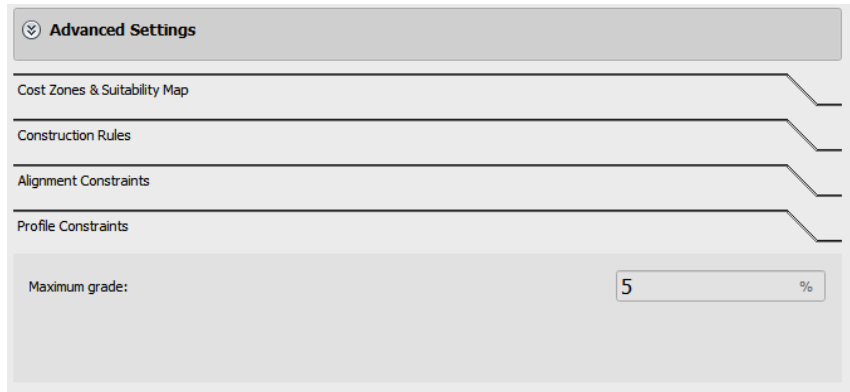 Advanced Settings
Cost Zones & Suitability Map
Construction Rules
Alignment Constraints
Profile Constraints
Maximum grade: 5 %